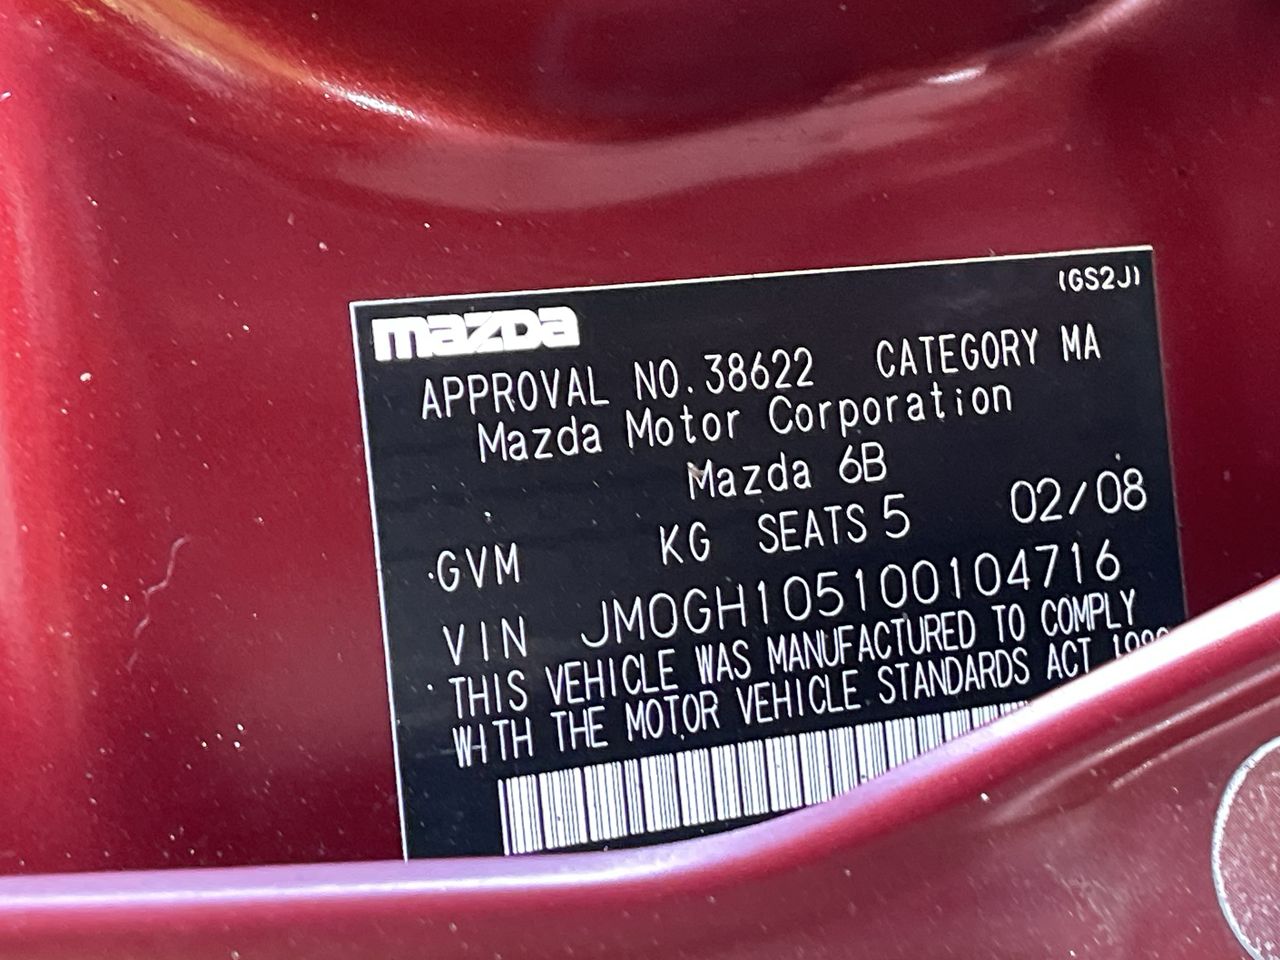 (GS2J)
mazda
APPROVAL NO.38622 CATEGORY MA
Mazda Motor Corporation
Mazda 6B
GVM KG SEATS 5 02/08
VIN JM0GH105100104716
THIS VEHICLE WAS MANUFACTURED TO COMPLY
WITH THE MOTOR VEHICLE STANDARDS ACT